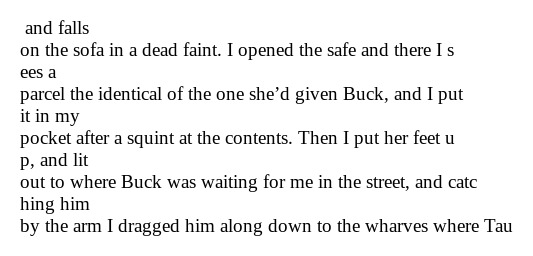 and falls
on the sofa in a dead faint. I opened the safe and there I s
ees a
parcel the identical of the one she’d given Buck, and I put
it in my
pocket after a squint at the contents. Then I put her feet u
p, and lit
out to where Buck was waiting for me in the street, and catc
hing him
by the arm I dragged him along down to the wharves where Tau